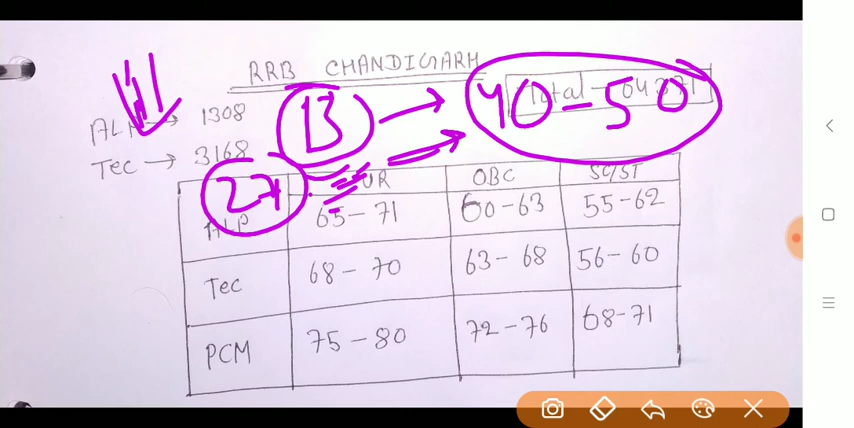 RRB CHANDIGARH
40-50
Total
1308
13
Tec → 3168
27
UR OBC SC/ST
ALP 65-71 60-63 55-62
Tec 68-70 63-68 56-60
PCM 75-80 72-76 68-71